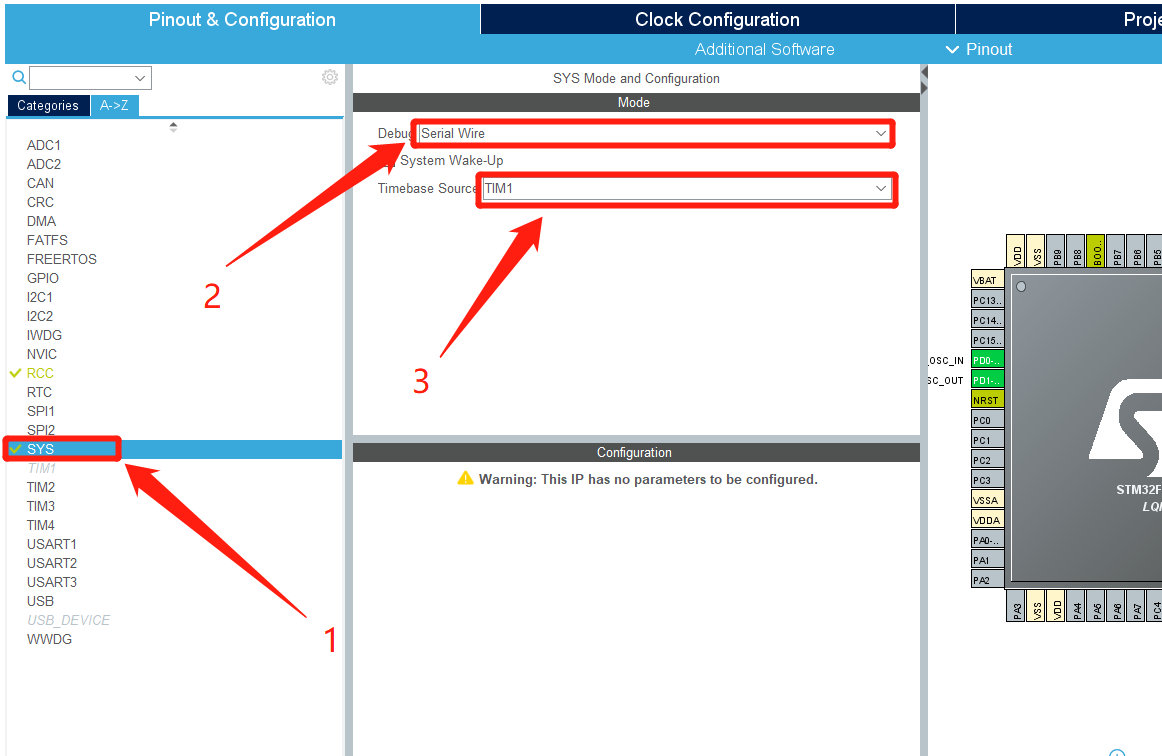 Pinout & Configuration
Clock Configuration
Additional Software
Pinout
Categories
A->Z
ADC1
ADC2
CAN
CRC
DMA
FATFS
FREERTOS
GPIO
I2C1
I2C2
IWDG
NVIC
RCC
RTC
SPI1
SPI2
SYS
TIM1
TIM2
TIM3
TIM4
USART1
USART2
USART3
USB
USB_DEVICE
WWDG
1
SYS Mode and Configuration
Mode
Debug Serial Wire
System Wake-Up
Timebase Source TIM1
2
3
Configuration
Warning: This IP has no parameters to be configured.
VDD
VSS
PB9
PB8
BOO..
PB7
PB6
PB5
VBAT
PC13..
PC14..
PC15..
OSC_IN PD0-..
SC_OUT PD1-..
NRST
PC0
PC1
PC2
PC3
VSSA
VDDA
PA0-..
PA1
PA2
STM32F
PA3
VSS
VDD
PA4
PA5
PA6
PA7
PC4